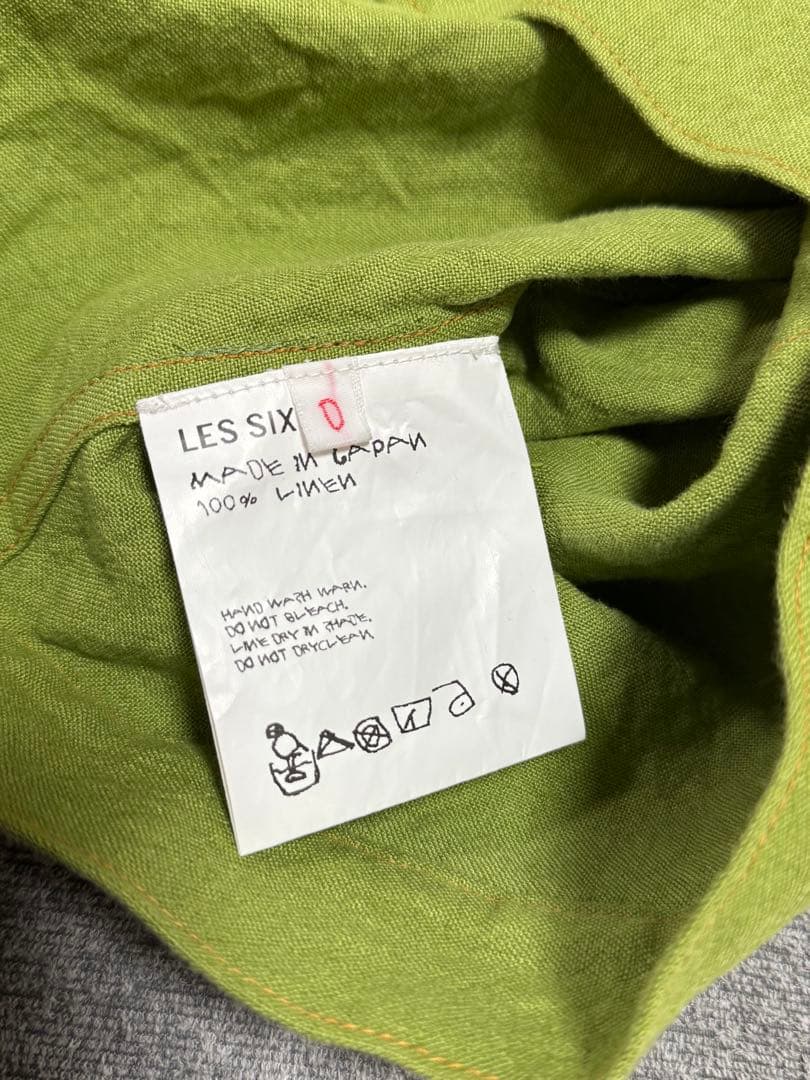 LES SIX
0
MADE IN JAPAN
100% LINEN
HAND WASH WARM.
DO NOT BLEACH.
LINE DRY IN SHADE.
DO NOT DRYCLEAN